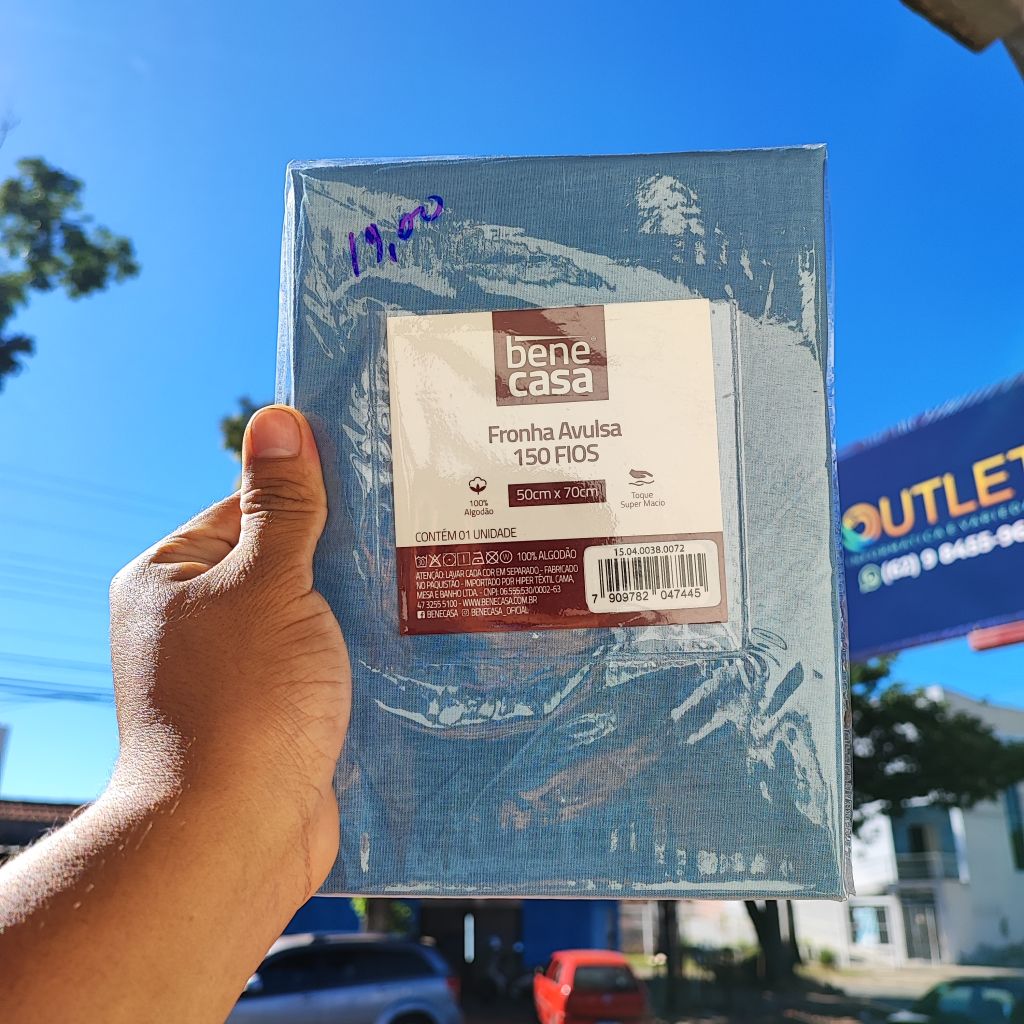 19,00
bene
casa
Fronha Avulsa
150 FIOS
100%
Algodão
50cm x 70cm
Toque
Super Macio
CONTÉM 01 UNIDADE
100% ALGODÃO
ATENÇÃO: LAVAR CADA COR EM SEPARADO - FABRICADO
NO PAQUISTÃO - IMPORTADO POR HIPER TÊXTIL CAMA,
MESA E BANHO LTDA. - CNPJ: 06.555.530/0002-63
47 3255 5100 - WWW.BENECASA.COM.BR
BENECASA BENECASA_OFICIAL
15.04.0038.0072
7 909782 047445
OUTLET
(62) 9 8455-96